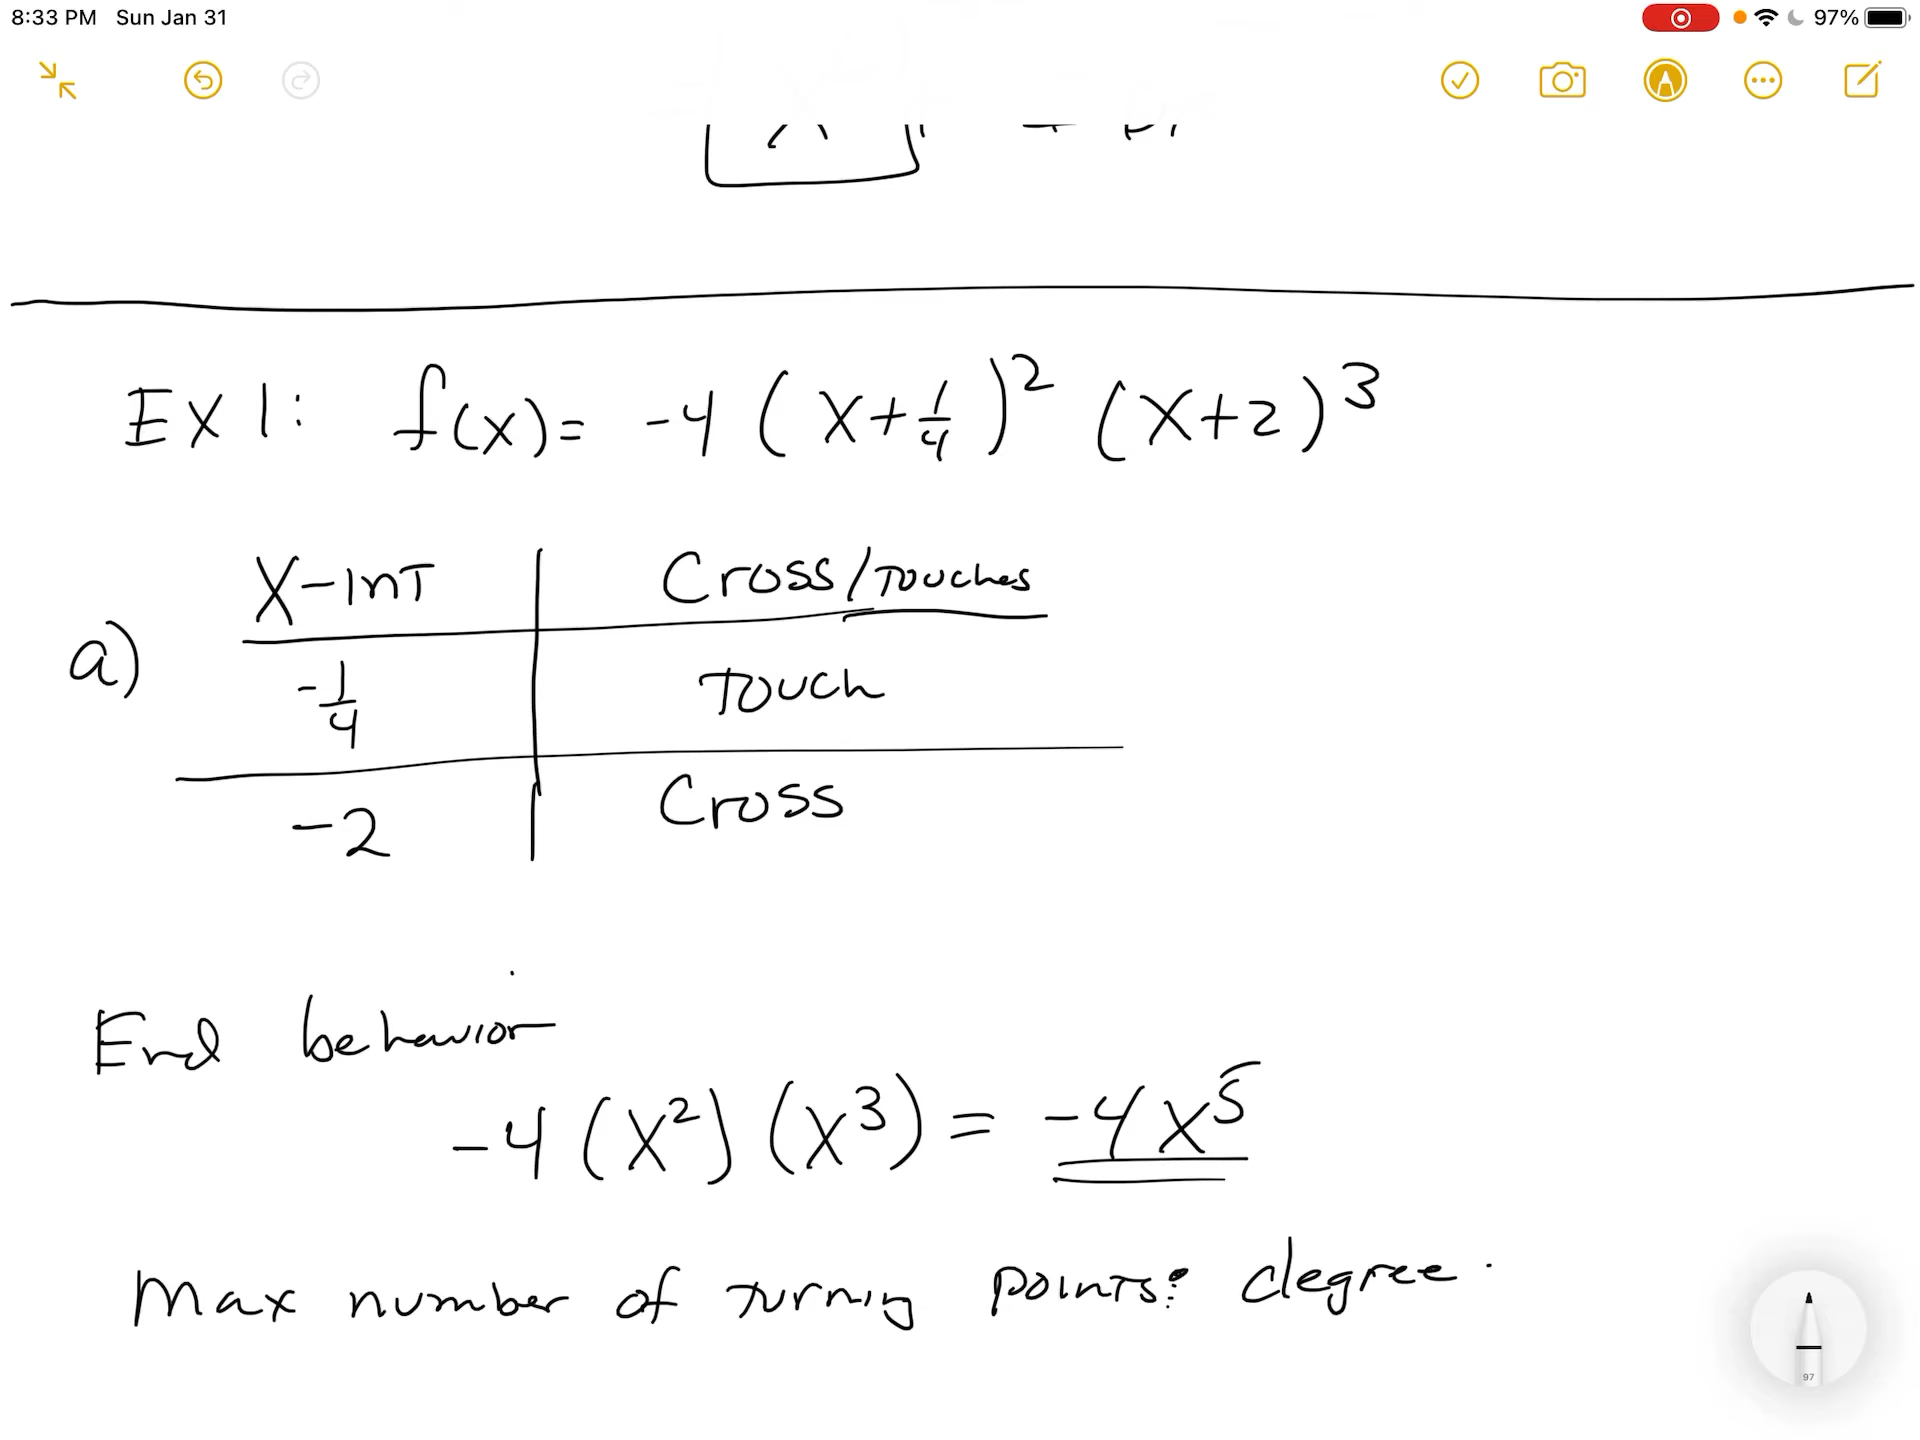 8:33 PM Sun Jan 31 97%
EX 1: f(x) = -4 (x + 1/4)² (x+2)³
X-INT Cross/Touches
a) -1/4 Touch
-2 Cross
End behavior
-4 (x²) (x³) = -4x⁵
Max number of turning points: degree
97